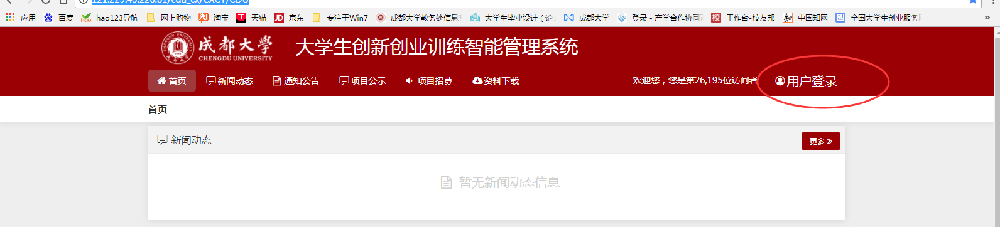 应用 百度 hao123导航 网上购物 淘宝 天猫 京东 专注于Win7 成都大学教务处信息 大学生毕业设计（论 成都大学 登录 - 产学合作协同 工作台-校友邦 中国知网 全国大学生创业服务 »
成都大学 大学生创新创业训练智能管理系统
CHENGDU UNIVERSITY
首页 新闻动态 通知公告 项目公示 项目招募 资料下载 欢迎您，您是第26,195位访问者 用户登录
首页
新闻动态 更多 »
暂无新闻动态信息